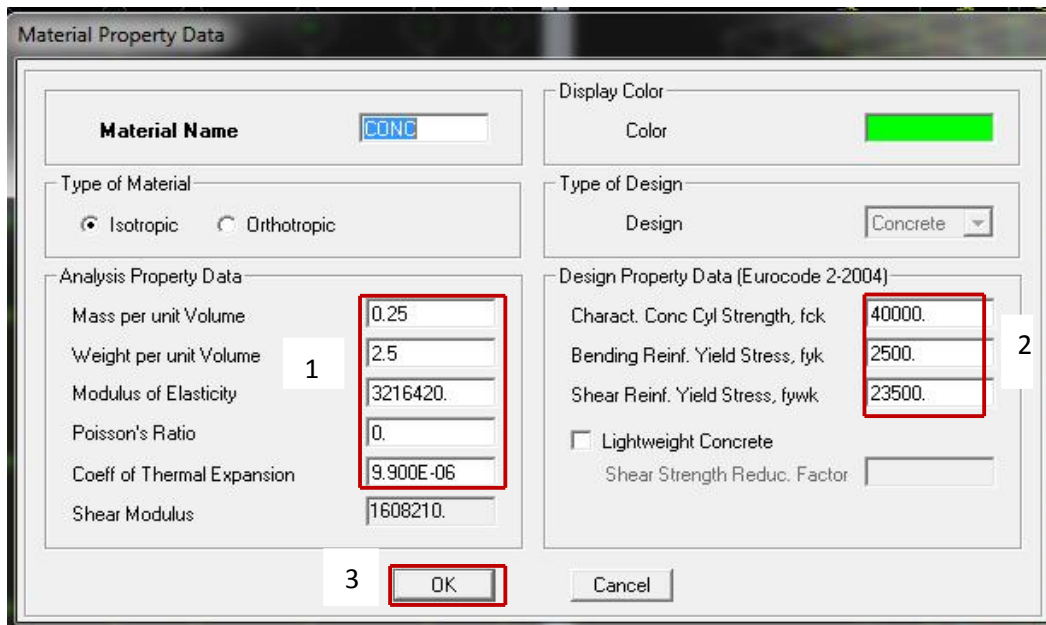 Material Property Data
Material Name CONC
Display Color
Color
Type of Material
Isotropic Orthotropic
Type of Design
Design Concrete
Analysis Property Data
Mass per unit Volume 0.25
Weight per unit Volume 2.5
Modulus of Elasticity 3216420.
Poisson's Ratio 0.
Coeff of Thermal Expansion 9.900E-06
Shear Modulus 1608210.
1
Design Property Data (Eurocode 2-2004)
Charact. Conc Cyl Strength, fck 40000.
Bending Reinf. Yield Stress, fyk 2500.
Shear Reinf. Yield Stress, fywk 23500.
2
Lightweight Concrete
Shear Strength Reduc. Factor
3 OK Cancel